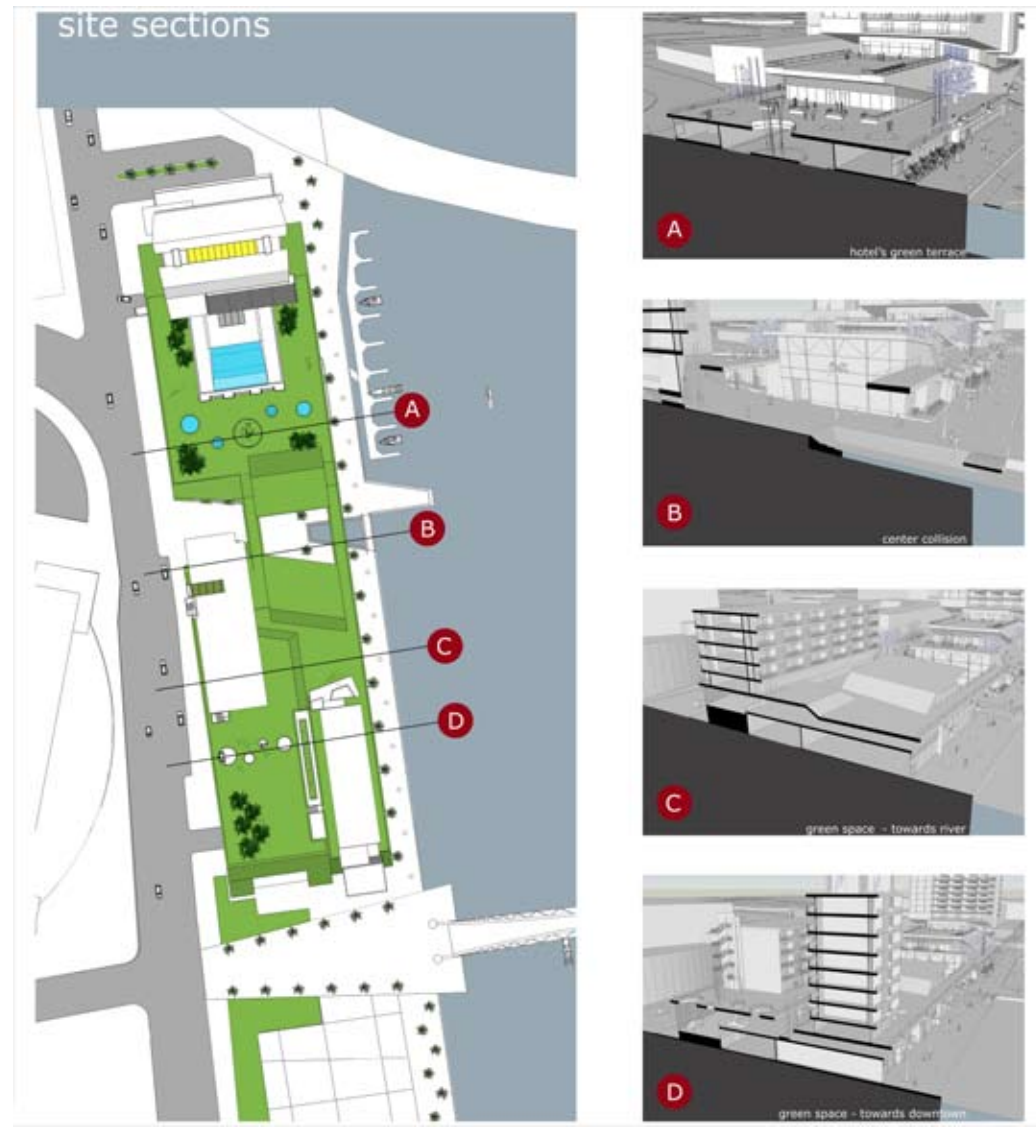 site sections
A
B
C
D
A
hotel's green terrace
B
center collision
C
green space - towards river
D
green space - towards downtown